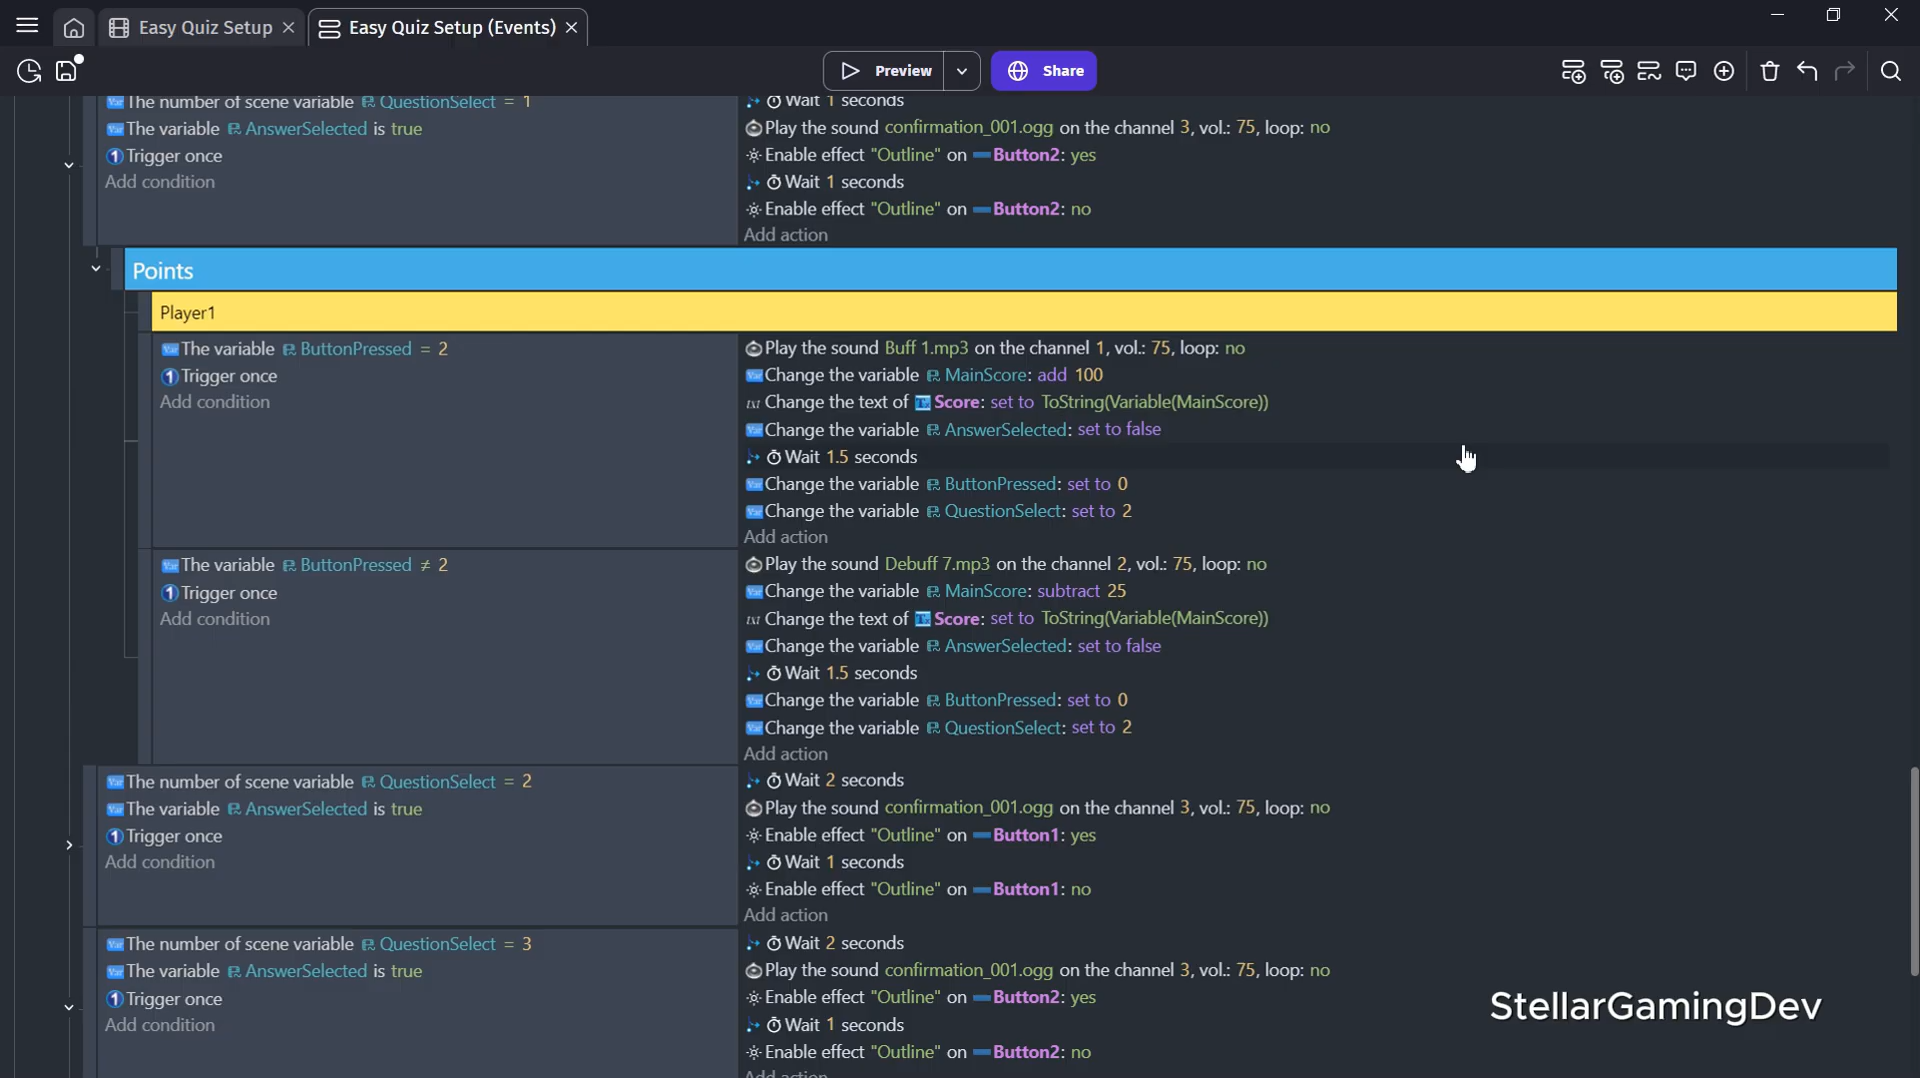 Easy Quiz Setup
Easy Quiz Setup (Events)
Preview
Share
The number of scene variable QuestionSelect = 1
The variable AnswerSelected is true
Trigger once
Add condition
Wait 1 seconds
Play the sound confirmation_001.ogg on the channel 3, vol.: 75, loop: no
Enable effect "Outline" on Button2: yes
Wait 1 seconds
Enable effect "Outline" on Button2: no
Add action
Points
Player1
The variable ButtonPressed = 2
Trigger once
Add condition
Play the sound Buff 1.mp3 on the channel 1, vol.: 75, loop: no
Change the variable MainScore: add 100
Change the text of Score: set to ToString(Variable(MainScore))
Change the variable AnswerSelected: set to false
Wait 1.5 seconds
Change the variable ButtonPressed: set to 0
Change the variable QuestionSelect: set to 2
Add action
The variable ButtonPressed ≠ 2
Trigger once
Add condition
Play the sound Debuff 7.mp3 on the channel 2, vol.: 75, loop: no
Change the variable MainScore: subtract 25
Change the text of Score: set to ToString(Variable(MainScore))
Change the variable AnswerSelected: set to false
Wait 1.5 seconds
Change the variable ButtonPressed: set to 0
Change the variable QuestionSelect: set to 2
Add action
The number of scene variable QuestionSelect = 2
The variable AnswerSelected is true
Trigger once
Add condition
Wait 2 seconds
Play the sound confirmation_001.ogg on the channel 3, vol.: 75, loop: no
Enable effect "Outline" on Button1: yes
Wait 1 seconds
Enable effect "Outline" on Button1: no
Add action
The number of scene variable QuestionSelect = 3
The variable AnswerSelected is true
Trigger once
Add condition
Wait 2 seconds
Play the sound confirmation_001.ogg on the channel 3, vol.: 75, loop: no
Enable effect "Outline" on Button2: yes
Wait 1 seconds
Enable effect "Outline" on Button2: no
Add action
StellarGamingDev